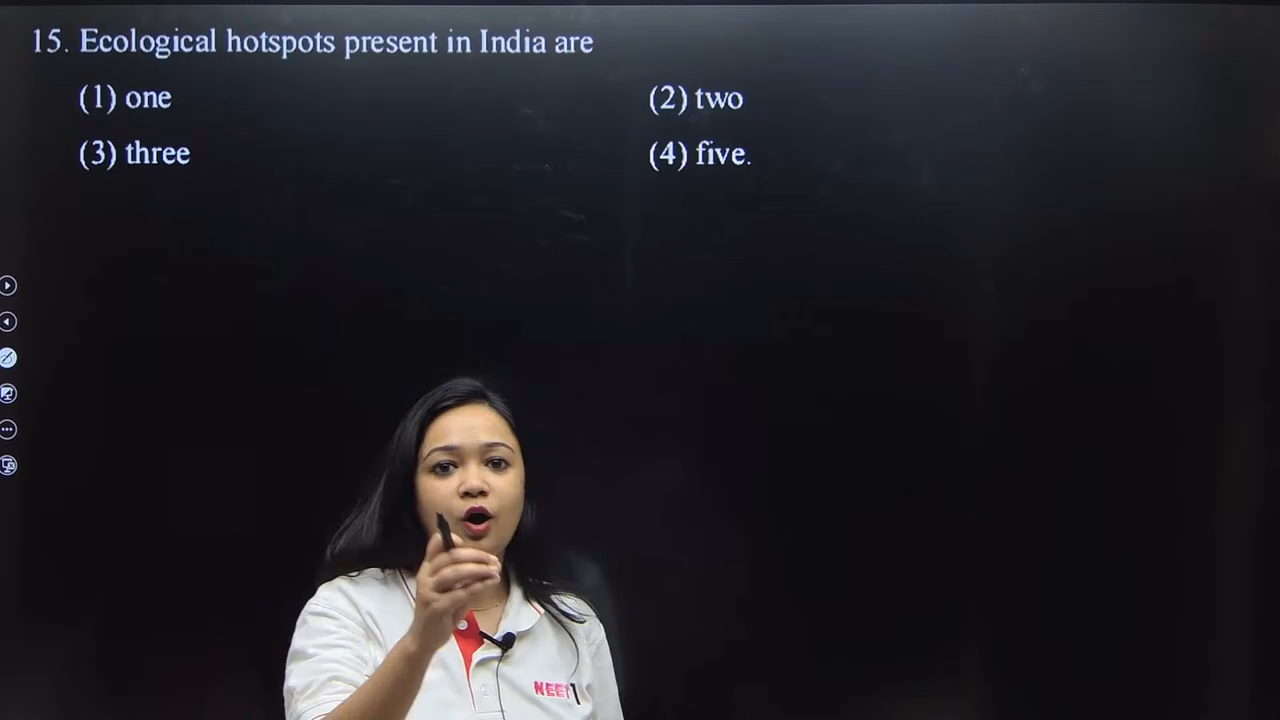 15. Ecological hotspots present in India are
(1) one (2) two
(3) three (4) five.
NEET